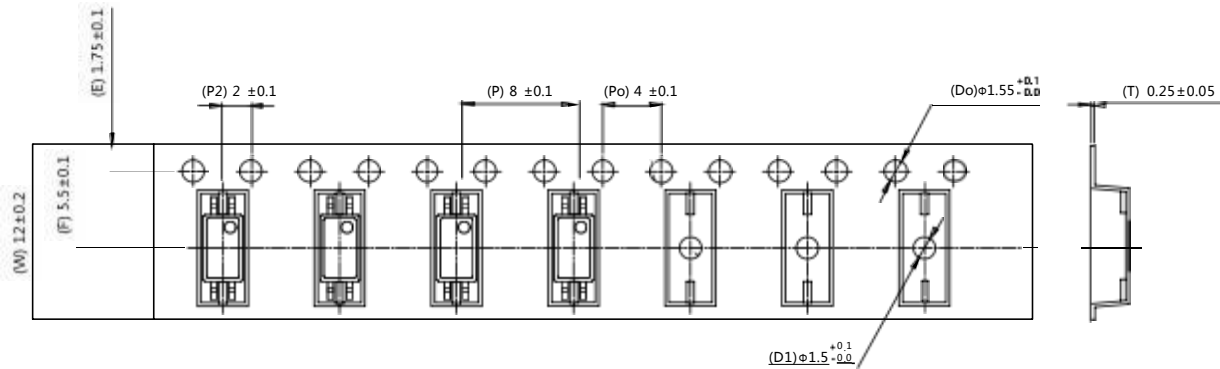 (E) 1.75±0.1
(P2) 2 ±0.1
(P) 8 ±0.1
(Po) 4 ±0.1
(Do)Φ1.55 +0.1 -0.0
(T) 0.25±0.05
(W) 12±0.2
(F) 5.5±0.1
(D1)Φ1.5 +0.1 -0.0